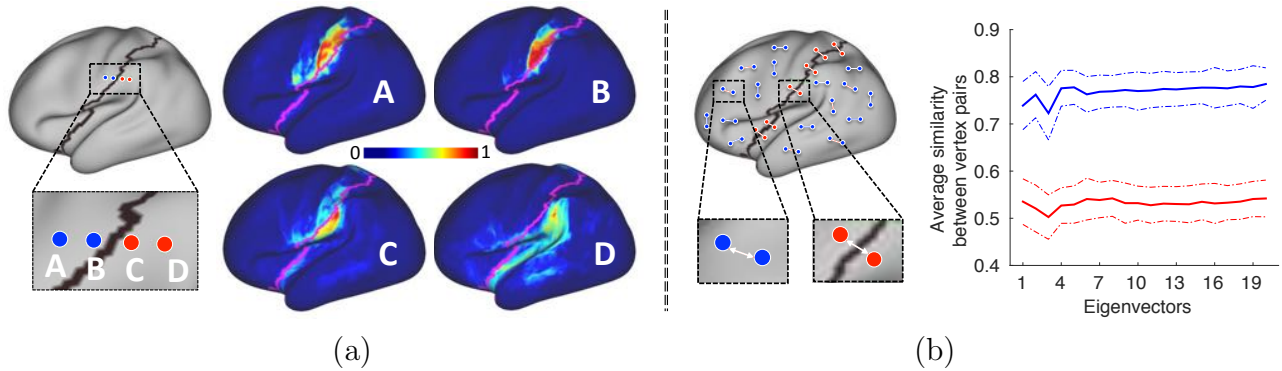 A
B
0
1
C
D
A
B
C
D
(a)
Average similarity
between vertex pairs
0.9
0.8
0.7
0.6
0.5
0.4
1
4
7
10
13
16
19
Eigenvectors
(b)